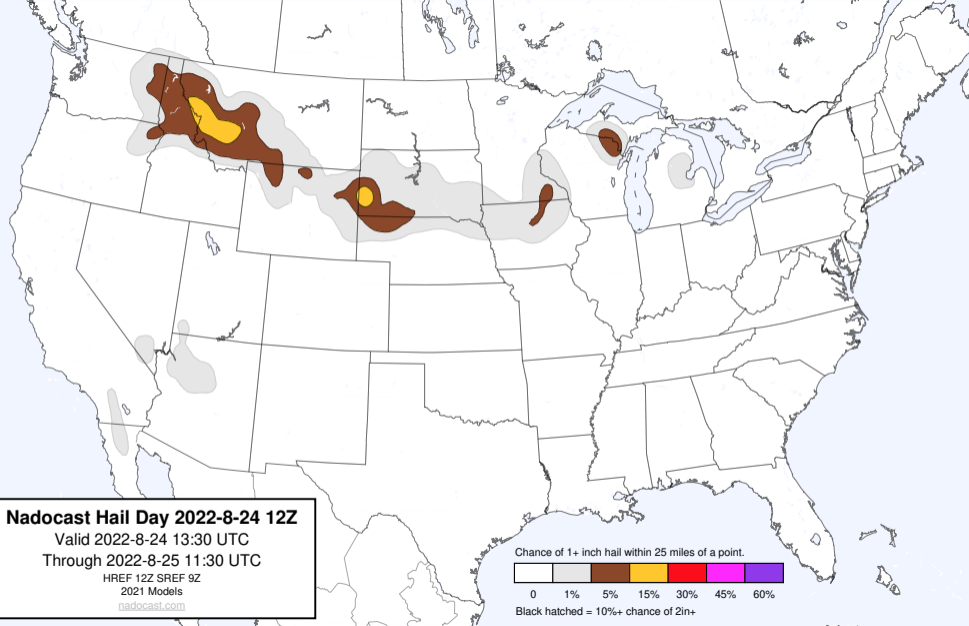 Nadocast Hail Day 2022-8-24 12Z
Valid 2022-8-24 13:30 UTC
Through 2022-8-25 11:30 UTC
HREF 12Z SREF 9Z
2021 Models
nadocast.com
Chance of 1+ inch hail within 25 miles of a point.
0 1% 5% 15% 30% 45% 60%
Black hatched = 10%+ chance of 2in+